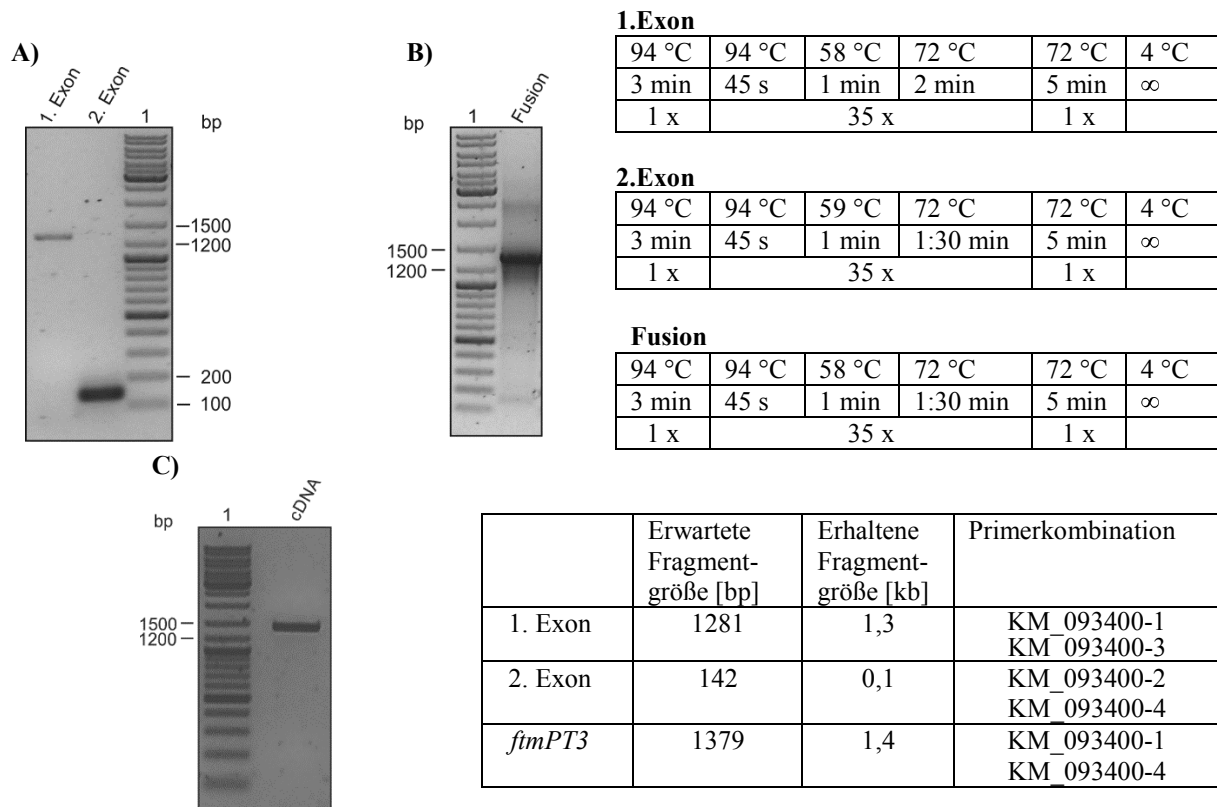 A)
1. Exon
2. Exon
1
bp
1500
1200
200
100
B)
bp
1
Fusion
1500
1200
1.Exon
94 °C 94 °C 58 °C 72 °C 72 °C 4 °C
3 min 45 s 1 min 2 min 5 min ∞
1 x 35 x 1 x
2.Exon
94 °C 94 °C 59 °C 72 °C 72 °C 4 °C
3 min 45 s 1 min 1:30 min 5 min ∞
1 x 35 x 1 x
Fusion
94 °C 94 °C 58 °C 72 °C 72 °C 4 °C
3 min 45 s 1 min 1:30 min 5 min ∞
1 x 35 x 1 x
C)
bp
1
cDNA
1500
1200
Erwartete Erhaltene Primerkombination
Fragment- Fragment-
größe [bp] größe [kb]
1. Exon 1281 1,3 KM_093400-1
KM_093400-3
2. Exon 142 0,1 KM_093400-2
KM_093400-4
ftmPT3 1379 1,4 KM_093400-1
KM_093400-4